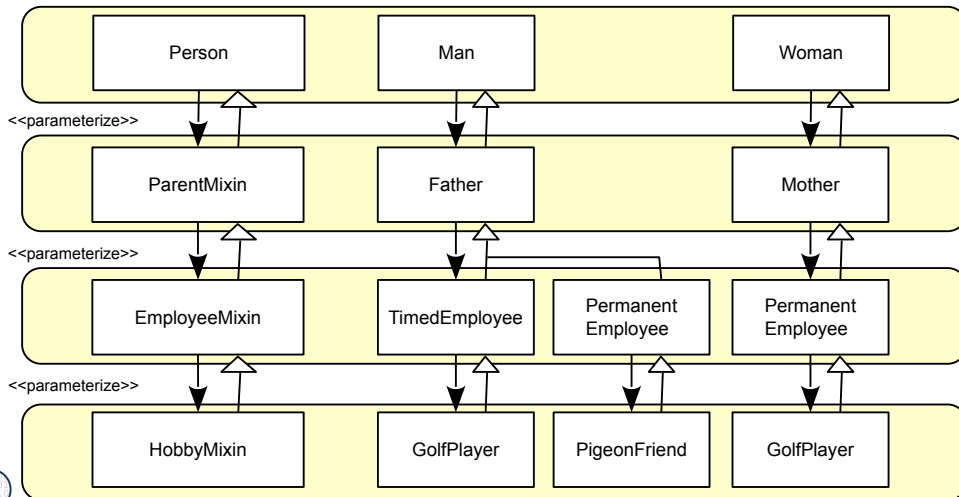 Person
Man
Woman
<<parameterize>>
ParentMixin
Father
Mother
<<parameterize>>
EmployeeMixin
TimedEmployee
Permanent
Employee
Permanent
Employee
<<parameterize>>
HobbyMixin
GolfPlayer
PigeonFriend
GolfPlayer